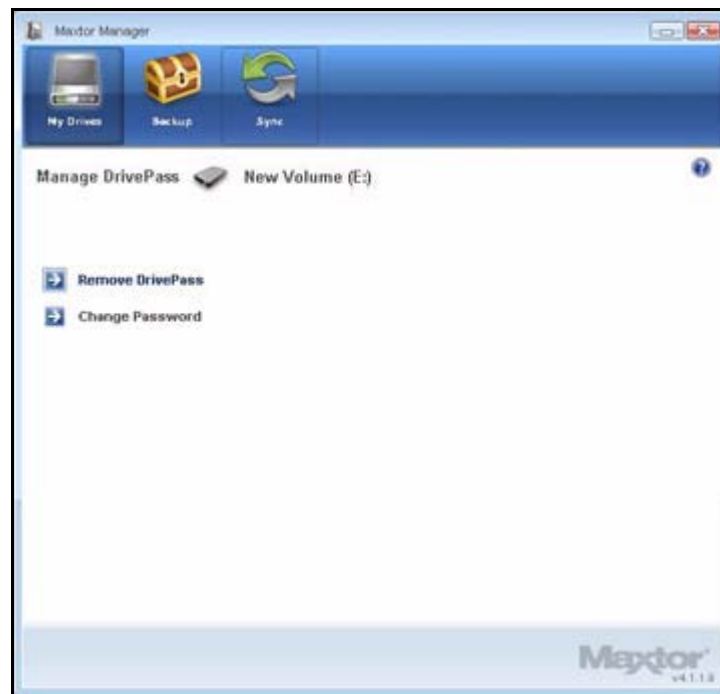 Maxtor Manager
My Drives
Backup
Sync
Manage DrivePass
New Volume (E:)
Remove DrivePass
Change Password
Maxtor